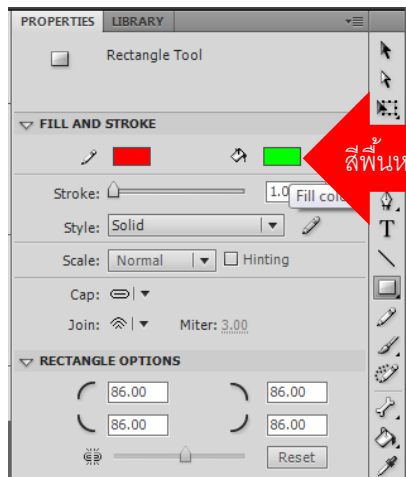 PROPERTIES LIBRARY
Rectangle Tool
FILL AND STROKE
สีพื้นห
Stroke: 1.0
Fill colo
Style: Solid
Scale: Normal Hinting
Cap:
Join: Miter: 3.00
RECTANGLE OPTIONS
86.00 86.00
86.00 86.00
Reset